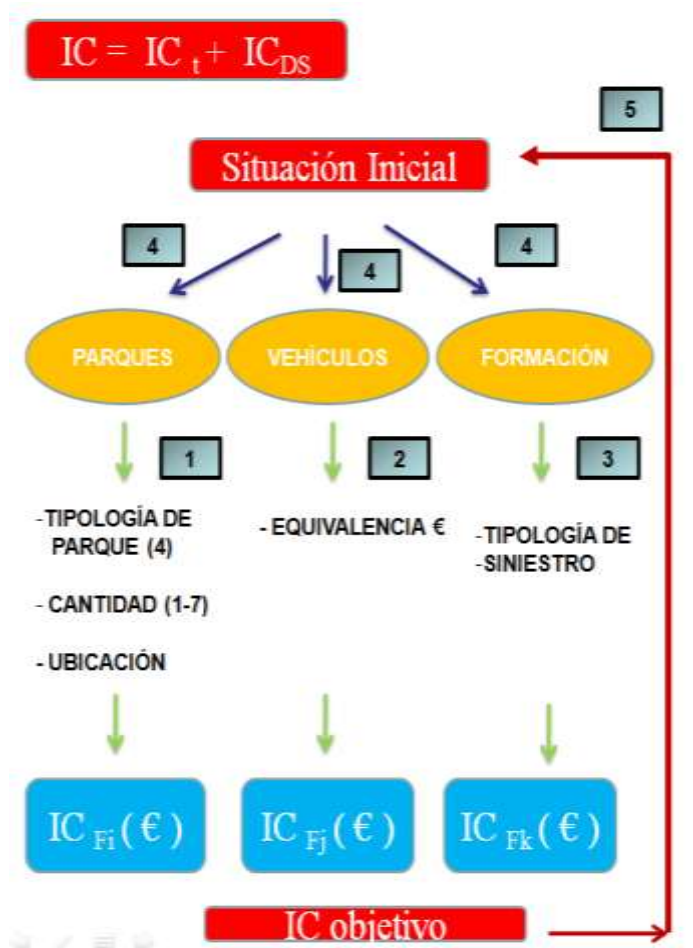 IC = IC t + IC DS
5
Situación Inicial
4
4
4
PARQUES
VEHÍCULOS
FORMACIÓN
1
2
3
-TIPOLOGÍA DE
PARQUE (4)
- CANTIDAD (1-7)
- UBICACIÓN
- EQUIVALENCIA €
-TIPOLOGÍA DE
-SINIESTRO
IC Fi ( € )
IC Fj ( € )
IC Fk ( € )
IC objetivo